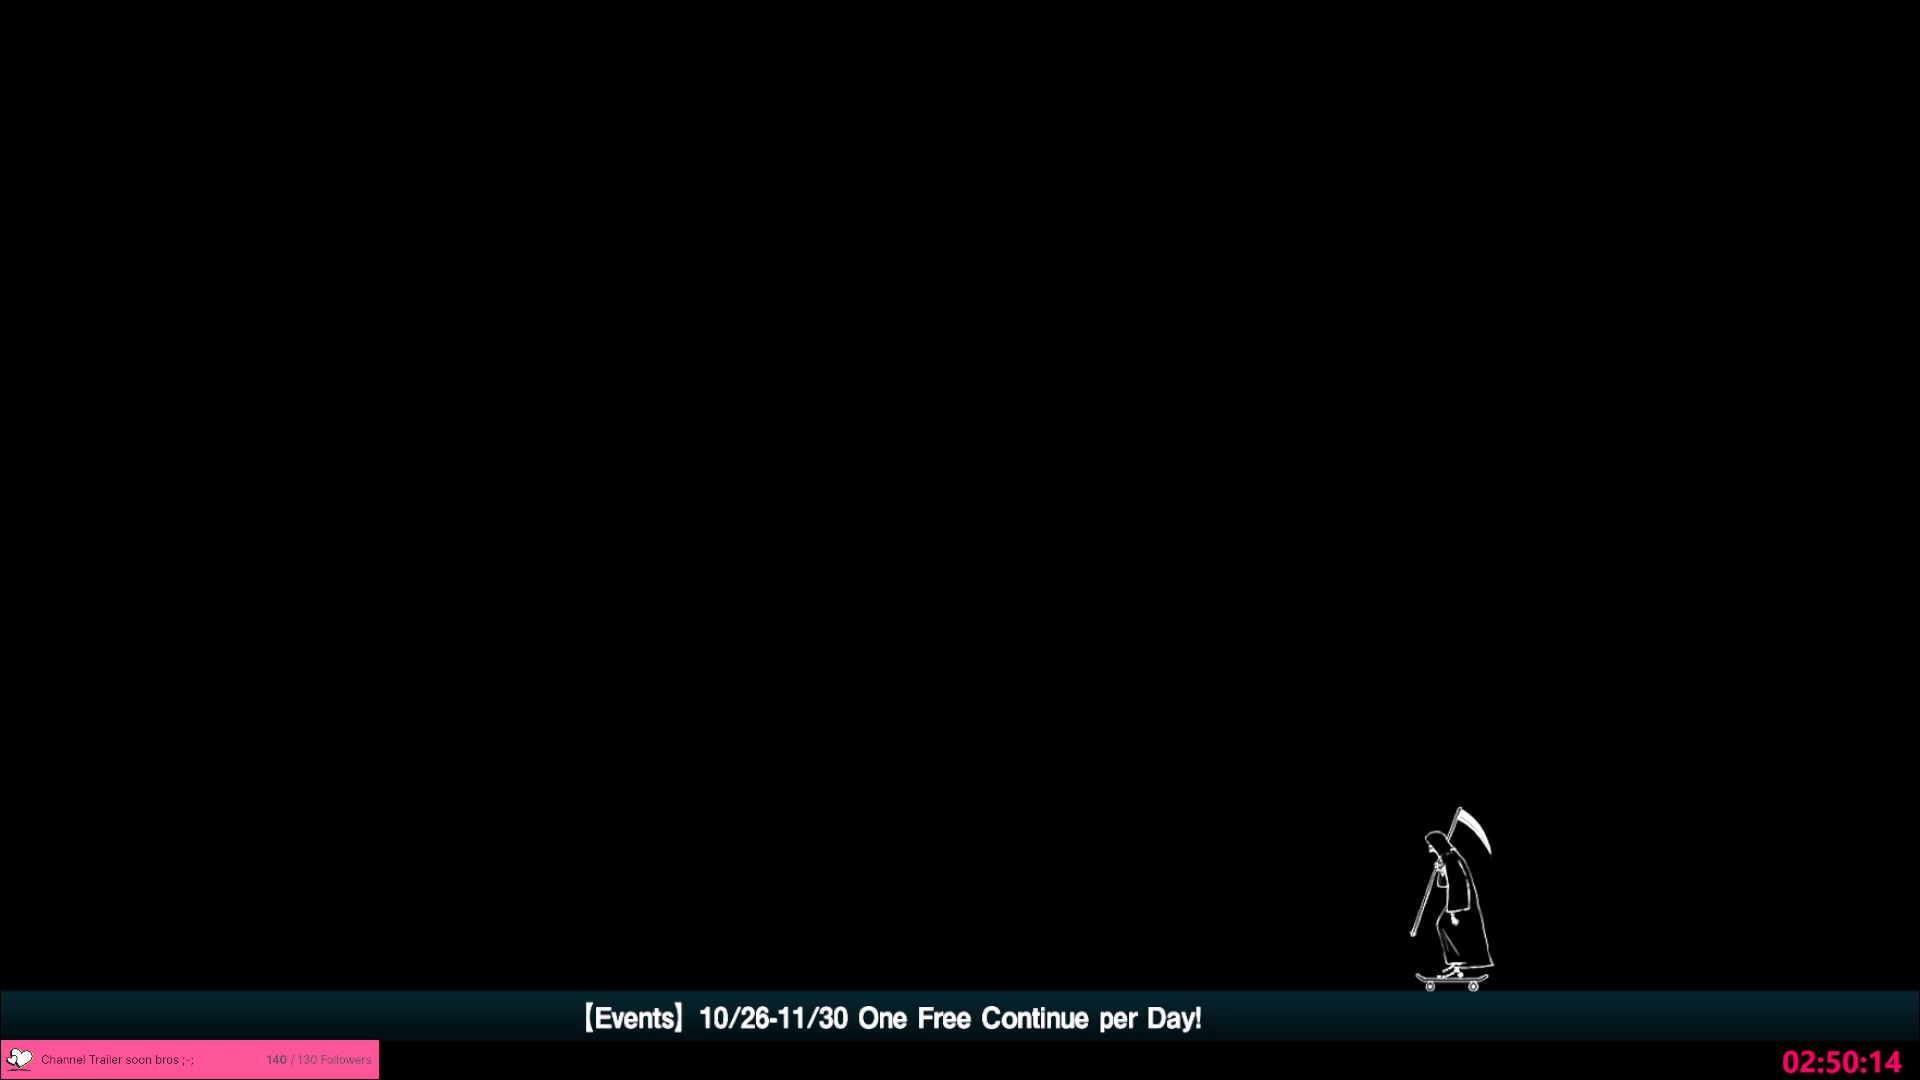 【Events】 10/26-11/30 One Free Continue per Day!
Channel Trailer soon bros ;-; 140 / 130 Followers
02:50:14